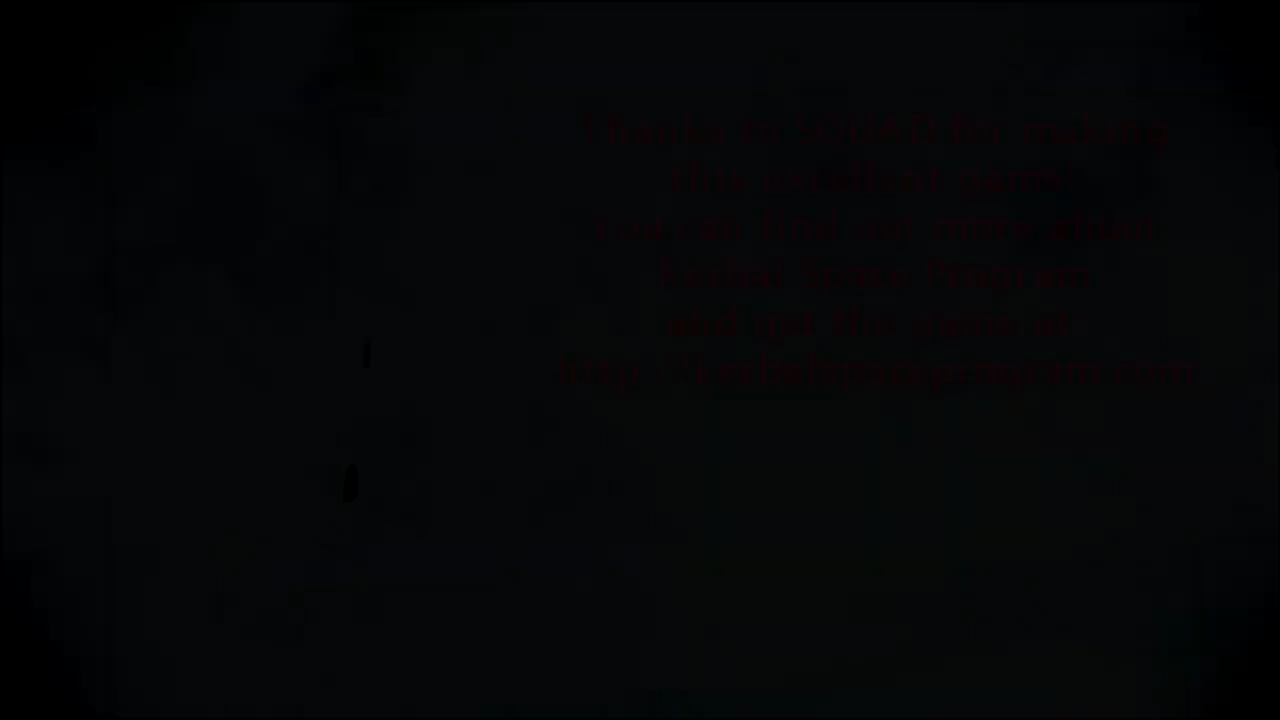 Thanks to SQUAD for making
this excellent game!
You can find out more about
Kerbal Space Program
and get the game at
http://kerbalspaceprogram.com